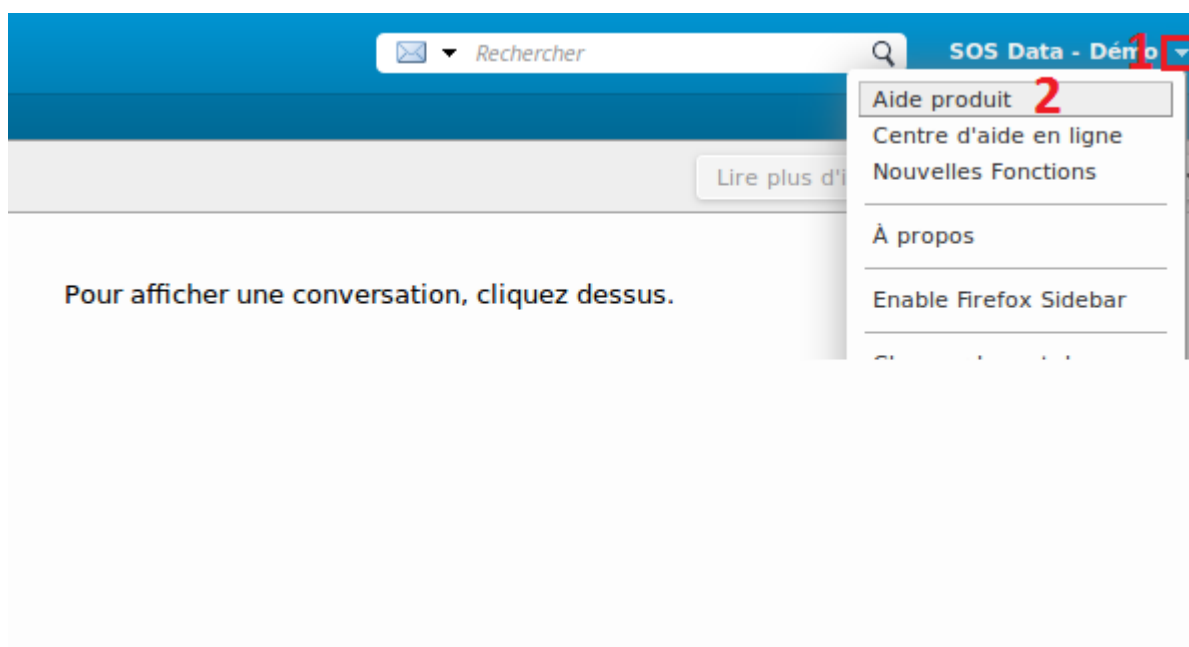 Rechercher
SOS Data - Démo 1
Aide produit 2
Centre d'aide en ligne
Nouvelles Fonctions
Lire plus d'i
À propos
Pour afficher une conversation, cliquez dessus.
Enable Firefox Sidebar